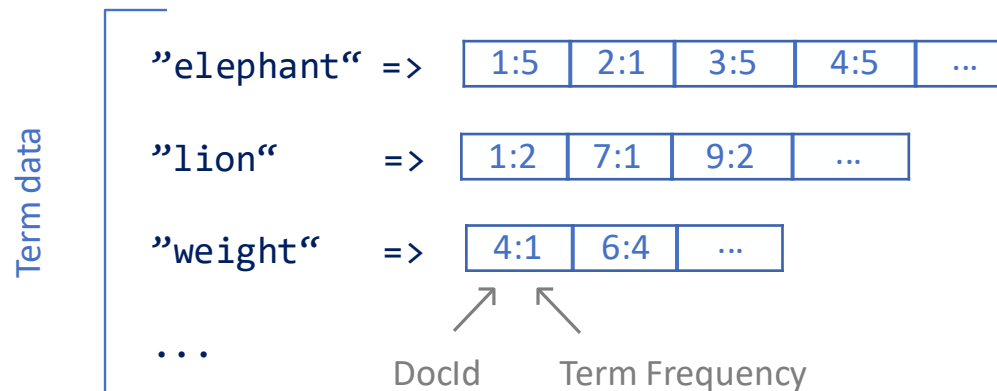 Term data
”elephant“ => 1:5 2:1 3:5 4:5 ...
”lion“ => 1:2 7:1 9:2 ...
”weight“ => 4:1 6:4 ...
...
DocId Term Frequency